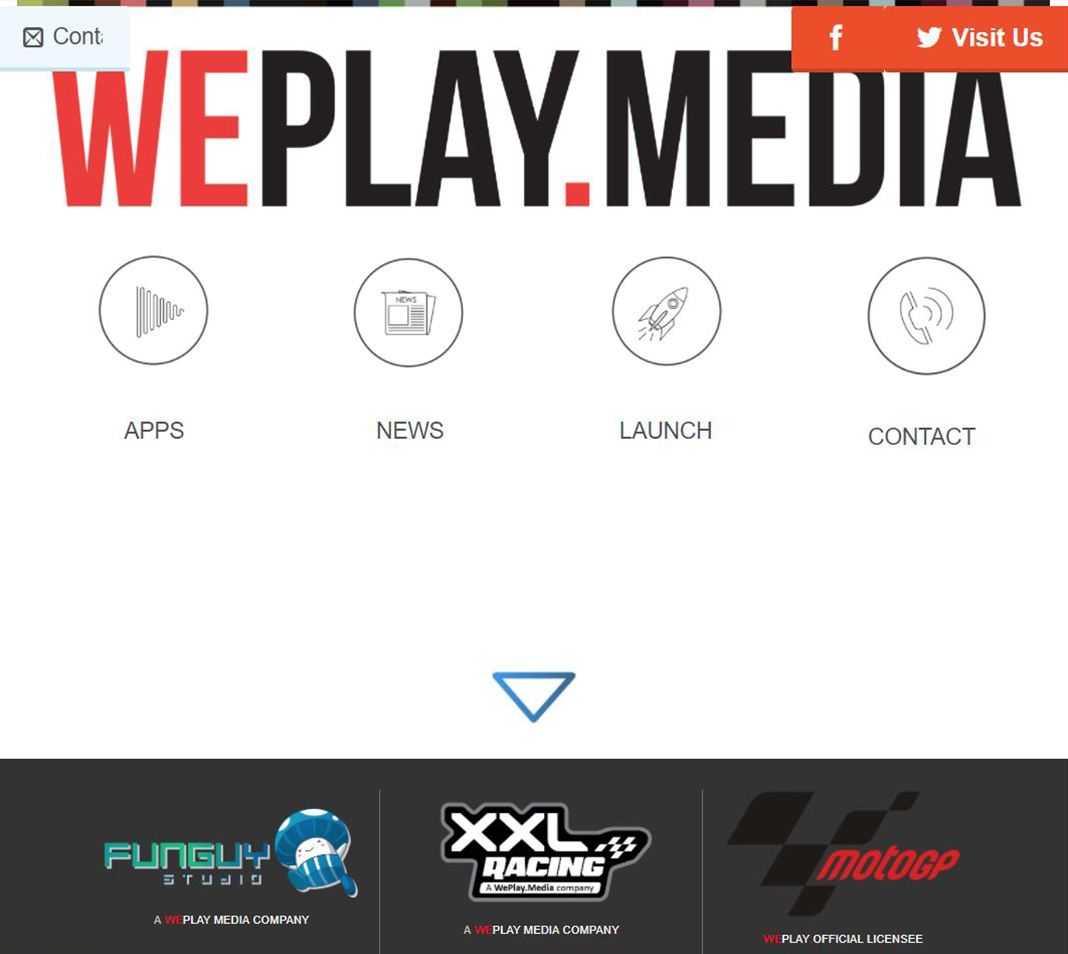 Cont
Visit Us
WEPLAY.MEDIA
NEWS
APPS
NEWS
LAUNCH
CONTACT
FUNGUY
STUDIO
A WEPLAY MEDIA COMPANY
XXL
RACING
A WePlay.Media company
A WEPLAY MEDIA COMPANY
motoGP
WEPLAY OFFICIAL LICENSEE